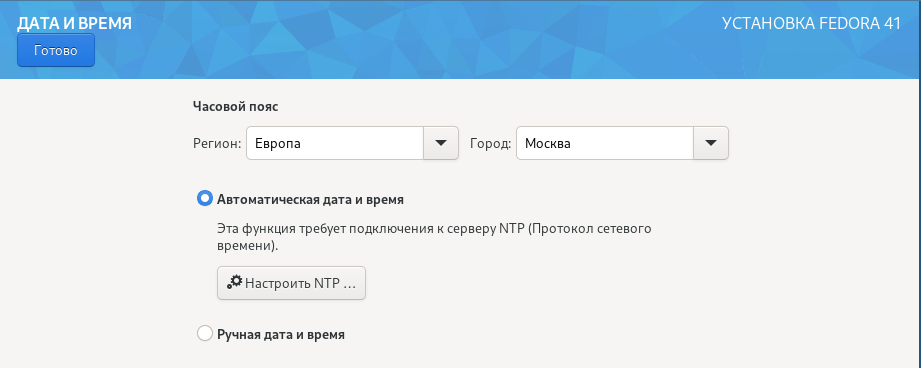 ДАТА И ВРЕМЯ
УСТАНОВКА FEDORA 41
Готово
Часовой пояс
Регион: Европа Город: Москва
Автоматическая дата и время
Эта функция требует подключения к серверу NTP (Протокол сетевого
времени).
Настроить NTP ...
Ручная дата и время